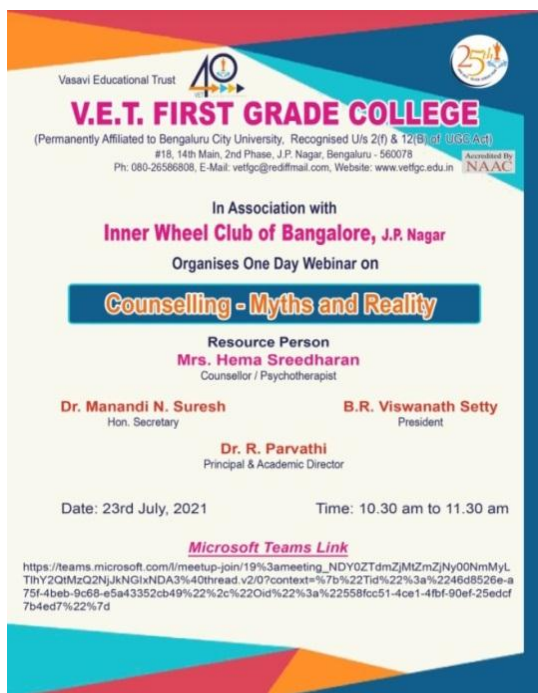 25th
Vasavi Educational Trust
40
V.E.T. FIRST GRADE COLLEGE
(Permanently Affiliated to Bengaluru City University, Recognised U/s 2(f) & 12(B) of UGC Act)
#18, 14th Main, 2nd Phase, J.P. Nagar, Bengaluru - 560078
Accredited By
Ph: 080-26586808, E-Mail: vetfgc@rediffmail.com, Website: www.vetfgc.edu.in
NAAC
In Association with
Inner Wheel Club of Bangalore, J.P. Nagar
Organises One Day Webinar on
Counselling - Myths and Reality
Resource Person
Mrs. Hema Sreedharan
Counsellor / Psychotherapist
Dr. Manandi N. Suresh
Hon. Secretary
B.R. Viswanath Setty
President
Dr. R. Parvathi
Principal & Academic Director
Date: 23rd July, 2021
Time: 10.30 am to 11.30 am
Microsoft Teams Link
https://teams.microsoft.com/l/meetup-join/19%3ameeting_NDY0ZTdmZjMtZmZjNy00NmMyL
TlhY2QtMzQ2NjJkNGIxNDA3%40thread.v2/0?context=%7b%22Tid%22%3a%2246d8526e-a
75f-4beb-9c68-e5a43352cb49%22%2c%22Oid%22%3a%22558fcc51-4ce1-4fbf-90ef-25edcf
7b4ed7%22%7d